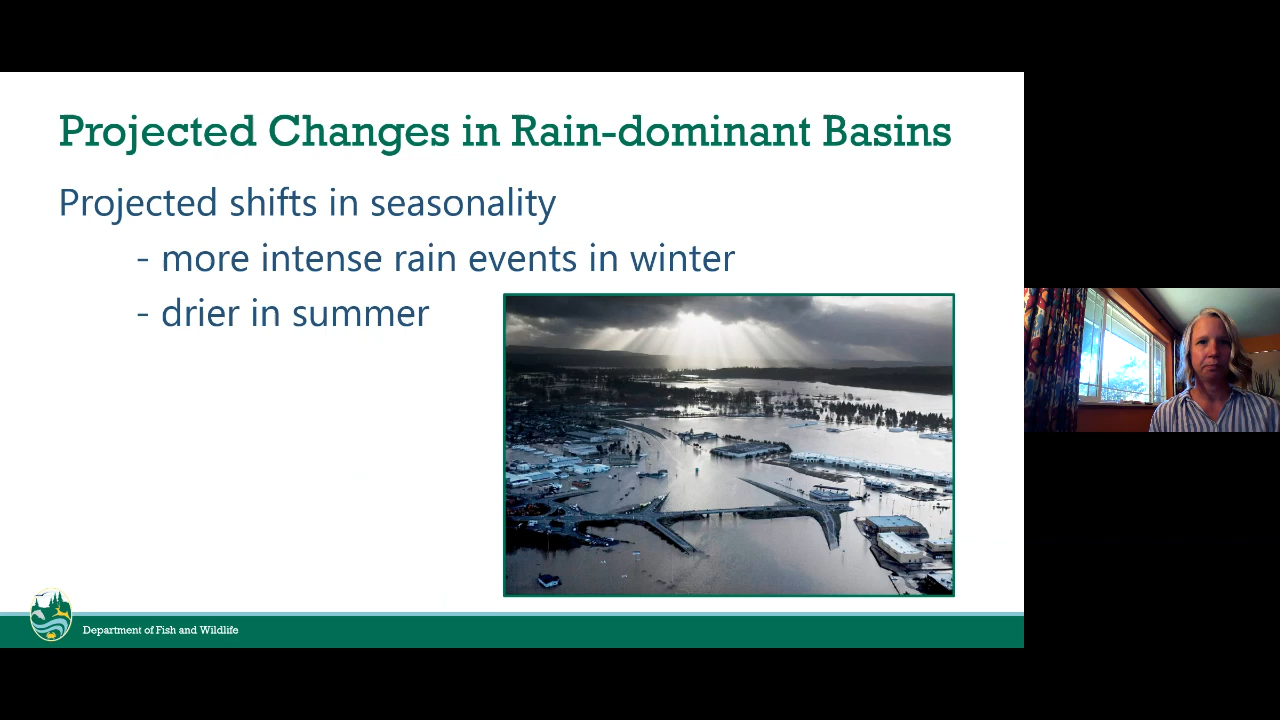 Projected Changes in Rain-dominant Basins
Projected shifts in seasonality
- more intense rain events in winter
- drier in summer
Department of Fish and Wildlife